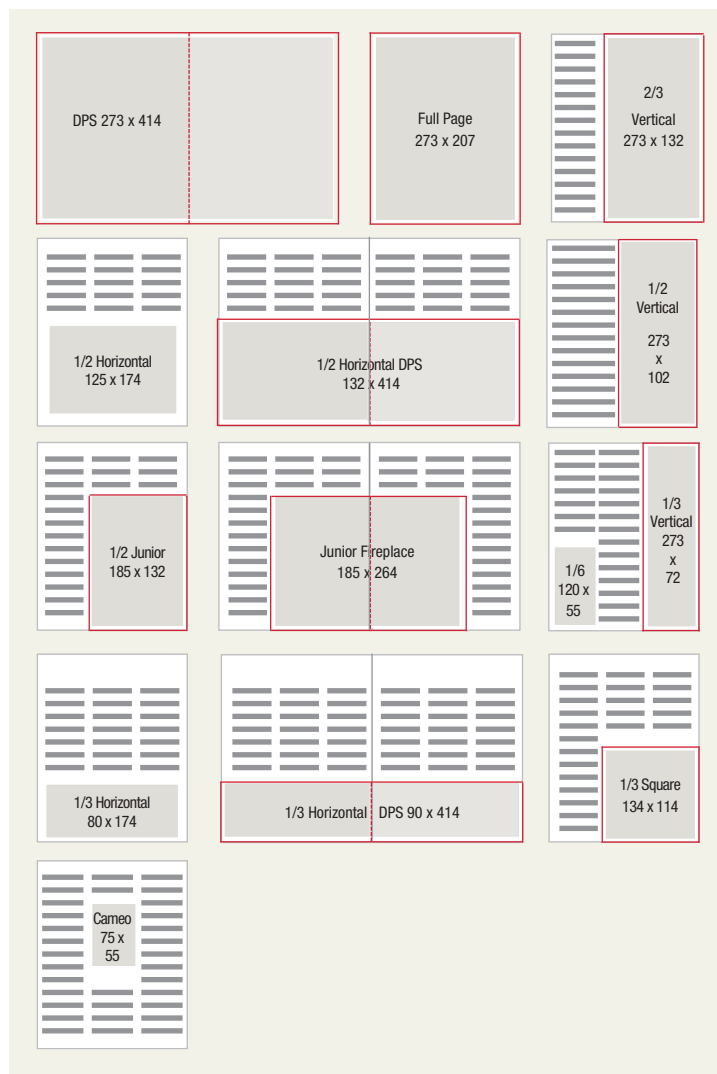 DPS 273 x 414
Full Page
273 x 207
2/3
Vertical
273 x 132
1/2 Horizontal
125 x 174
1/2 Horizontal DPS
132 x 414
1/2
Vertical
273
x
102
1/2 Junior
185 x 132
Junior Fireplace
185 x 264
1/6
120 x
55
1/3
Vertical
273
x
72
1/3 Horizontal
80 x 174
1/3 Horizontal DPS 90 x 414
1/3 Square
134 x 114
Cameo
75 x
55